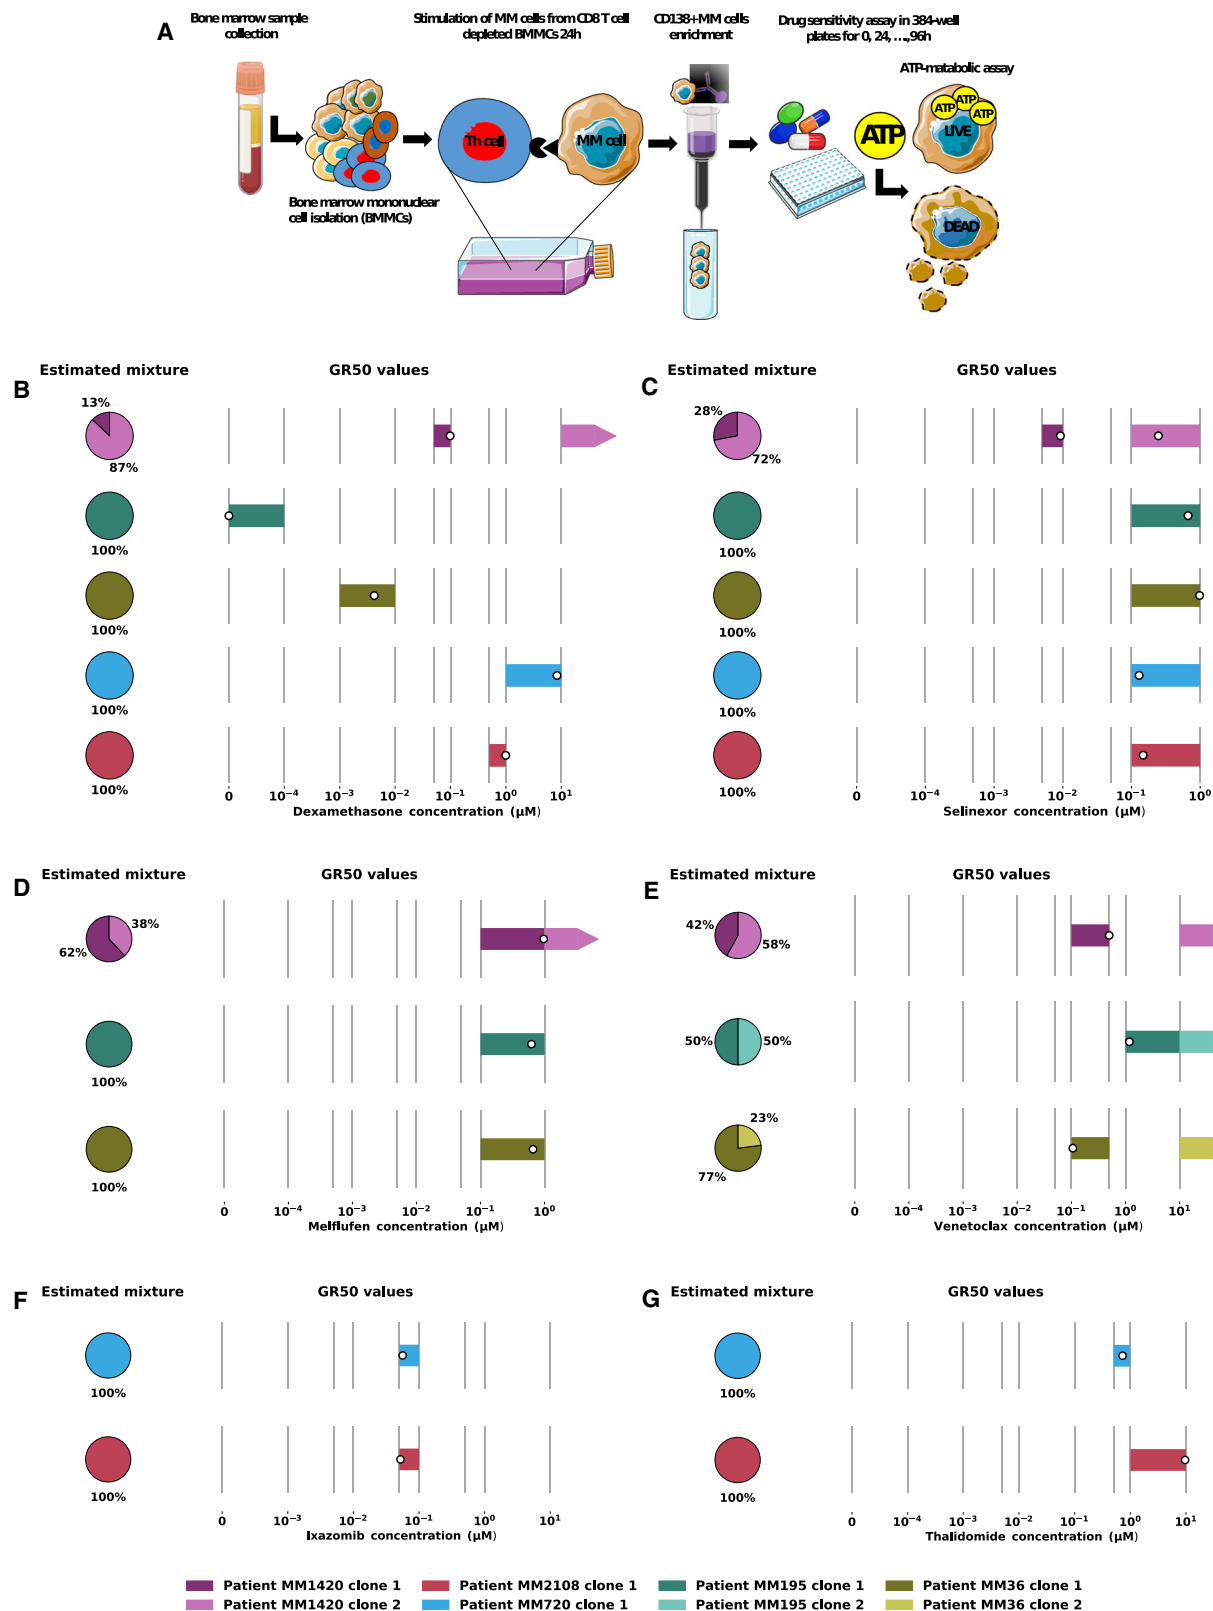 A
Bone marrow sample
collection
Stimulation of MM cells from CD8 T cell
depleted BMMCs 24h
CD138+MM cells
enrichment
Drug sensitivity assay in 384-well
plates for 0, 24, ...,96h
ATP-matabolic assay
Th cell
MM cell
ATP
ATP
ATP
ATP
LIVE
DEAD
Bone marrow mononuclear
cell isolation (BMMCs)
B
Estimated mixture
GR50 values
13%
87%
100%
100%
100%
100%
0 10⁻⁴ 10⁻³ 10⁻² 10⁻¹ 10⁰ 10¹
Dexamethasone concentration (μM)
C
Estimated mixture
GR50 values
28%
72%
100%
100%
100%
100%
0 10⁻⁴ 10⁻³ 10⁻² 10⁻¹ 10⁰
Selinexor concentration (μM)
D
Estimated mixture
GR50 values
38%
62%
100%
100%
0 10⁻⁴ 10⁻³ 10⁻² 10⁻¹ 10⁰
Melflufen concentration (μM)
E
Estimated mixture
GR50 values
42%
58%
50%
50%
23%
77%
0 10⁻⁴ 10⁻³ 10⁻² 10⁻¹ 10⁰ 10¹
Venetoclax concentration (μM)
F
Estimated mixture
GR50 values
100%
100%
0 10⁻³ 10⁻² 10⁻¹ 10⁰ 10¹
Ixazomib concentration (μM)
G
Estimated mixture
GR50 values
100%
100%
0 10⁻⁴ 10⁻³ 10⁻² 10⁻¹ 10⁰ 10¹
Thalidomide concentration (μM)
Patient MM1420 clone 1
Patient MM2108 clone 1
Patient MM195 clone 1
Patient MM36 clone 1
Patient MM1420 clone 2
Patient MM720 clone 1
Patient MM195 clone 2
Patient MM36 clone 2